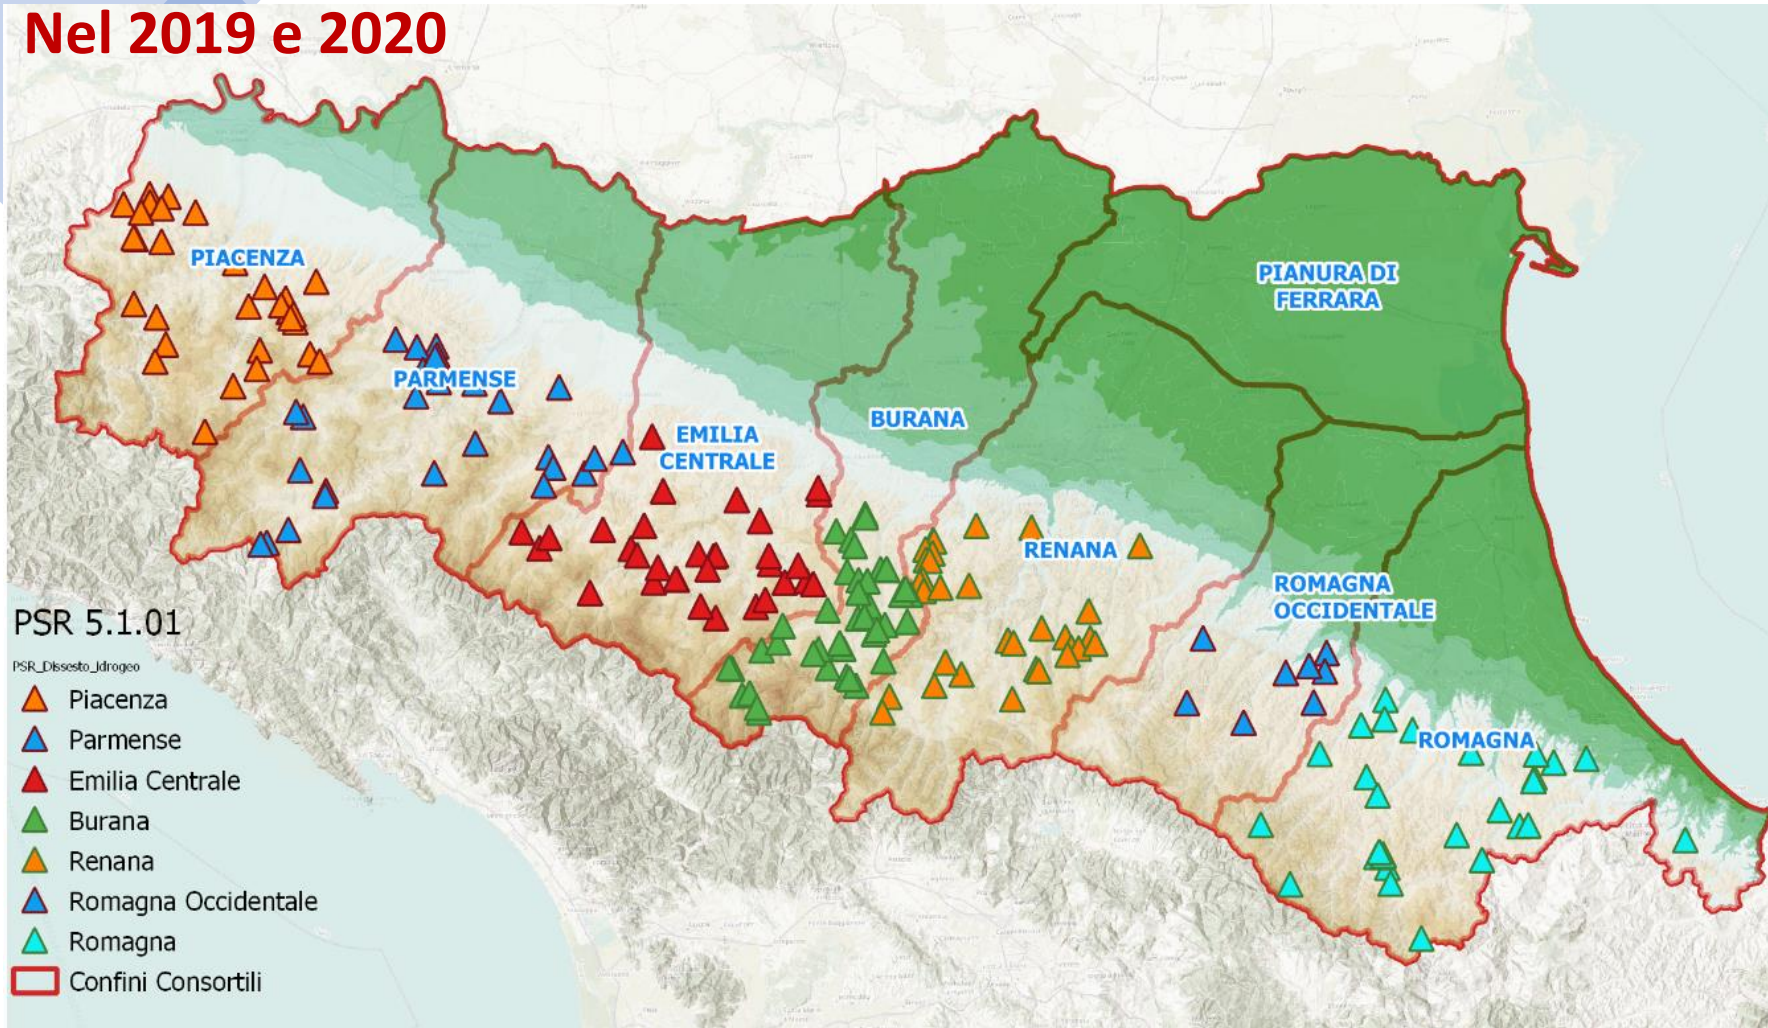 Nel 2019 e 2020
PIACENZA
PARMENSE
EMILIA
CENTRALE
BURANA
PIANURA DI
FERRARA
RENANA
ROMAGNA
OCCIDENTALE
ROMAGNA
PSR 5.1.01
PSR_Dissesto_Idrogeo
Piacenza
Parmense
Emilia Centrale
Burana
Renana
Romagna Occidentale
Romagna
Confini Consortili